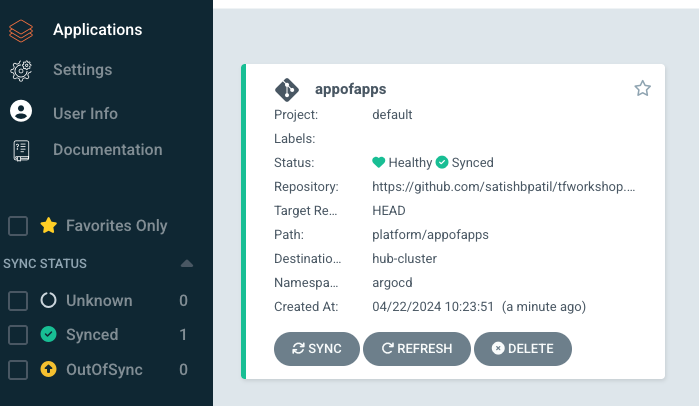 Applications
Settings
User Info
Documentation
Favorites Only
SYNC STATUS
Unknown 0
Synced 1
OutOfSync 0
appofapps
Project: default
Labels:
Status: Healthy Synced
Repository: https://github.com/satishbpatil/tfworkshop....
Target Re... HEAD
Path: platform/appofapps
Destinatio... hub-cluster
Namespa... argocd
Created At: 04/22/2024 10:23:51 (a minute ago)
SYNC REFRESH DELETE